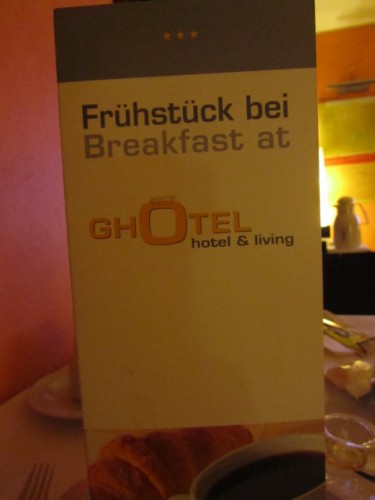 Frühstück bei
Breakfast at
GHOTEL
hotel & living